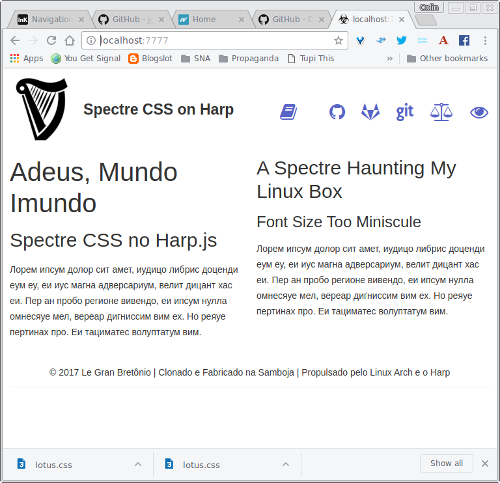 Colin
Navigation
GitHub - j
Home
GitHub - D
localhost:
localhost:7777
Apps You Get Signal Blogslot SNA Propaganda Tupi This » Other bookmarks
Spectre CSS on Harp
git
Adeus, Mundo
Imundo
Spectre CSS no Harp.js
Лорем ипсум долор сит амет, иудицо либрис доценди
еум еу, еи иус магна адверсариум, велит дицант хас
еи. Пер ан пробо регионе вивендо, еи ипсум нулла
омнесяуе мел, вереар дигниссим вим ех. Но реяуе
пертинах про. Еи тациматес волуптатум вим.
A Spectre Haunting My
Linux Box
Font Size Too Miniscule
Лорем ипсум долор сит амет, иудицо либрис доценди
еум еу, еи иус магна адверсариум, велит дицант хас
еи. Пер ан пробо регионе вивендо, еи ипсум нулла
омнесяуе мел, вереар дигниссим вим ех. Но реяуе
пертинах про. Еи тациматес волуптатум вим.
© 2017 Le Gran Bretônio | Clonado e Fabricado na Samboja | Propulsado pelo Linux Arch e o Harp
lotus.css
lotus.css
Show all